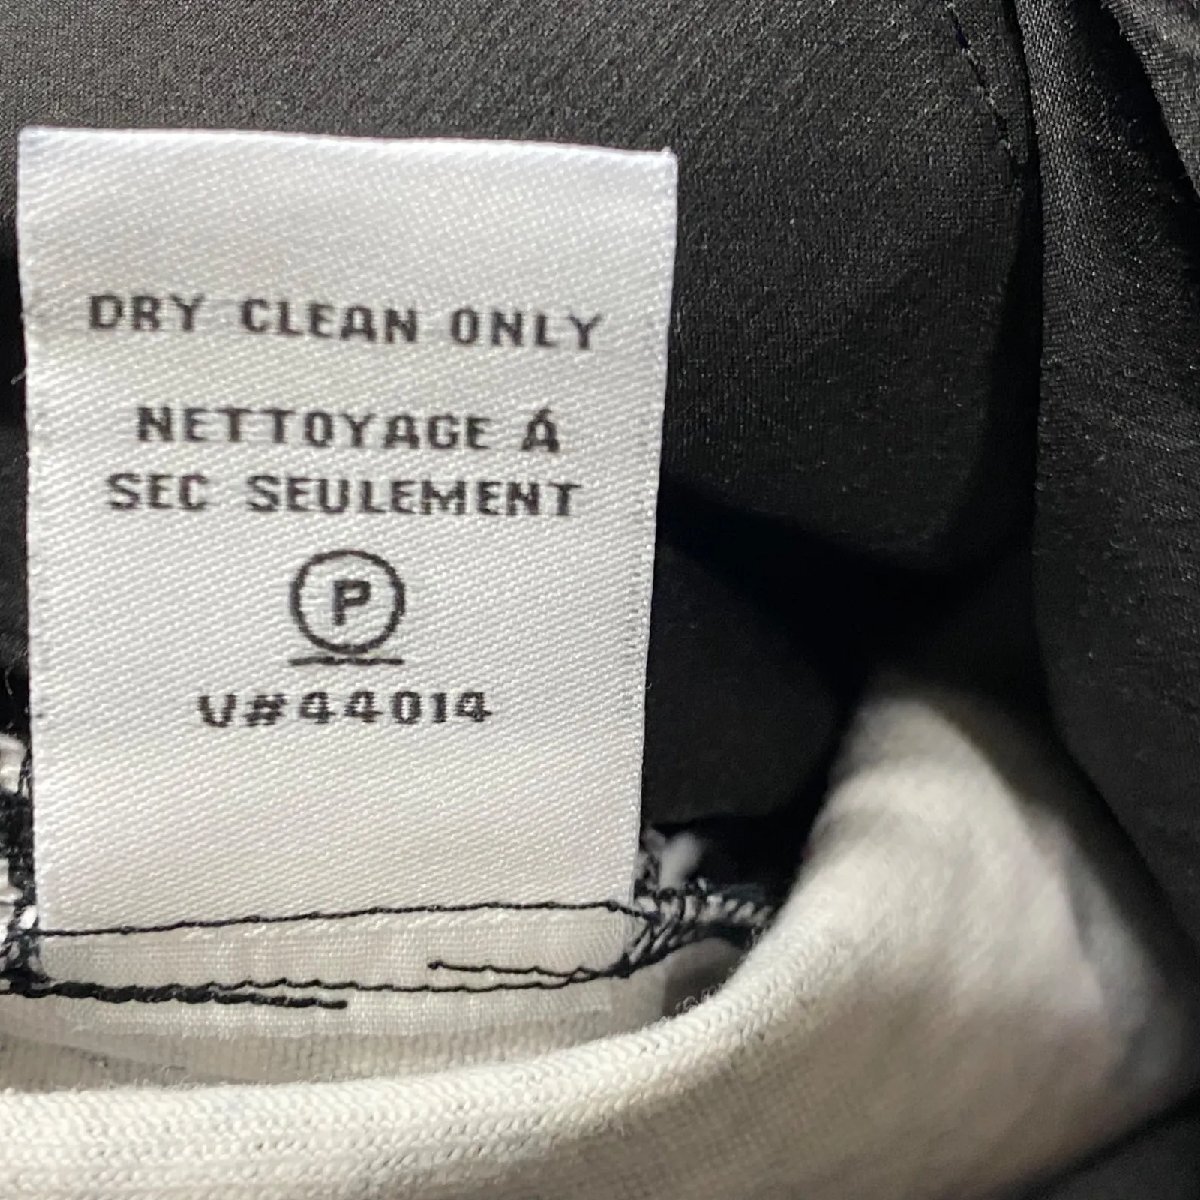 DRY CLEAN ONLY
NETTOYAGE Á
SEC SEULEMENT
P
V#44014